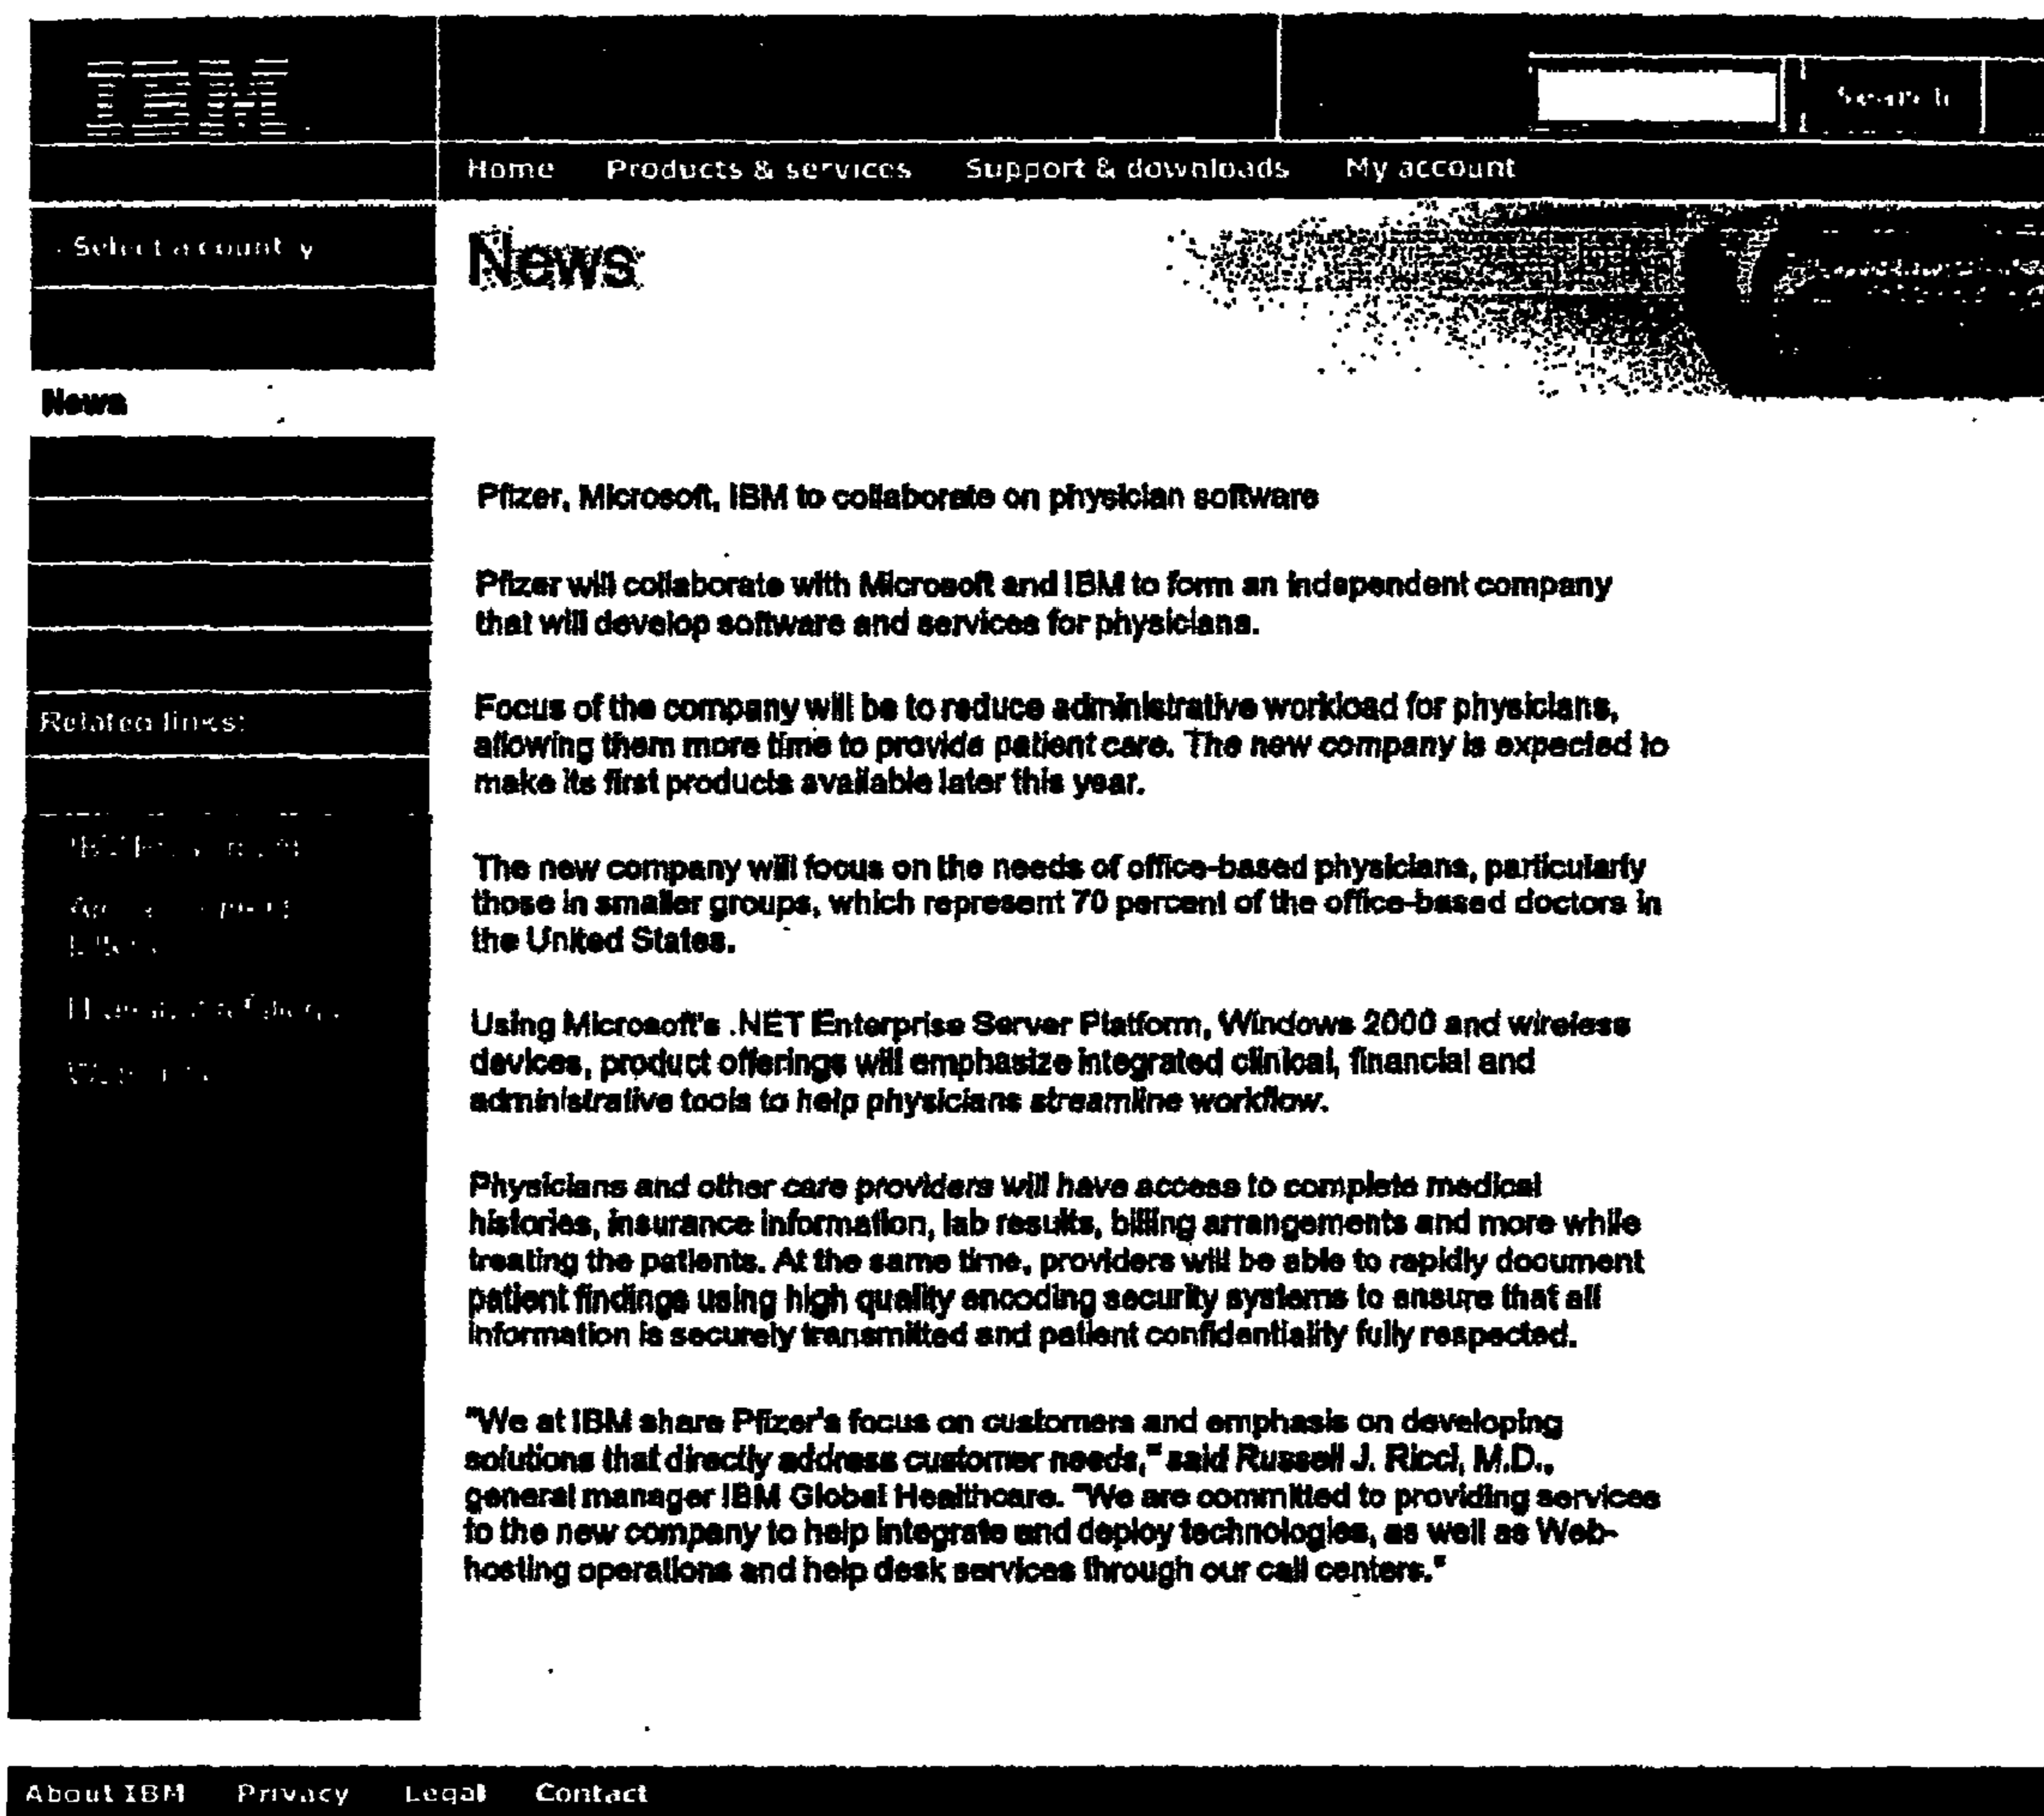 IBM
Search
Home Products & services Support & downloads My account
Select a country
News
News
Pfizer, Microsoft, IBM to collaborate on physician software
Pfizer will collaborate with Microsoft and IBM to form an independent company
that will develop software and services for physicians.
Focus of the company will be to reduce administrative workload for physicians,
allowing them more time to provide patient care. The new company is expected to
make its first products available later this year.
Related links:
The new company will focus on the needs of office-based physicians, particularly
those in smaller groups, which represent 70 percent of the office-based doctors in
the United States.
Using Microsoft's .NET Enterprise Server Platform, Windows 2000 and wireless
devices, product offerings will emphasize integrated clinical, financial and
administrative tools to help physicians streamline workflow.
Physicians and other care providers will have access to complete medical
histories, insurance information, lab results, billing arrangements and more while
treating the patients. At the same time, providers will be able to rapidly document
patient findings using high quality encoding security systems to ensure that all
information is securely transmitted and patient confidentiality fully respected.
"We at IBM share Pfizer's focus on customers and emphasis on developing
solutions that directly address customer needs," said Russell J. Ricci, M.D.,
general manager IBM Global Healthcare. "We are committed to providing services
to the new company to help integrate and deploy technologies, as well as Web-
hosting operations and help desk services through our call centers."
About IBM Privacy Legal Contact